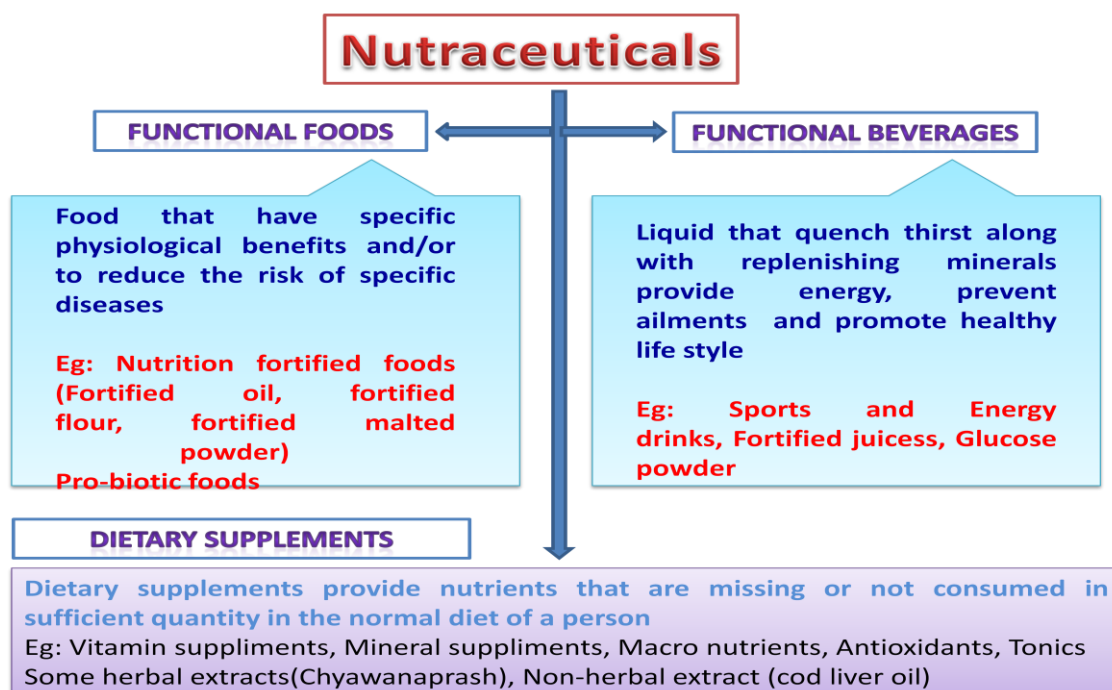 Nutraceuticals
FUNCTIONAL FOODS
Food that have specific
physiological benefits and/or
to reduce the risk of specific
diseases
Eg: Nutrition fortified foods
(Fortified oil, fortified
flour, fortified malted
powder)
Pro-biotic foods
FUNCTIONAL BEVERAGES
Liquid that quench thirst along
with replenishing minerals
provide energy, prevent
ailments and promote healthy
life style
Eg: Sports and Energy
drinks, Fortified juicess, Glucose
powder
DIETARY SUPPLEMENTS
Dietary supplements provide nutrients that are missing or not consumed in
sufficient quantity in the normal diet of a person
Eg: Vitamin suppliments, Mineral suppliments, Macro nutrients, Antioxidants, Tonics
Some herbal extracts(Chyawanaprash), Non-herbal extract (cod liver oil)